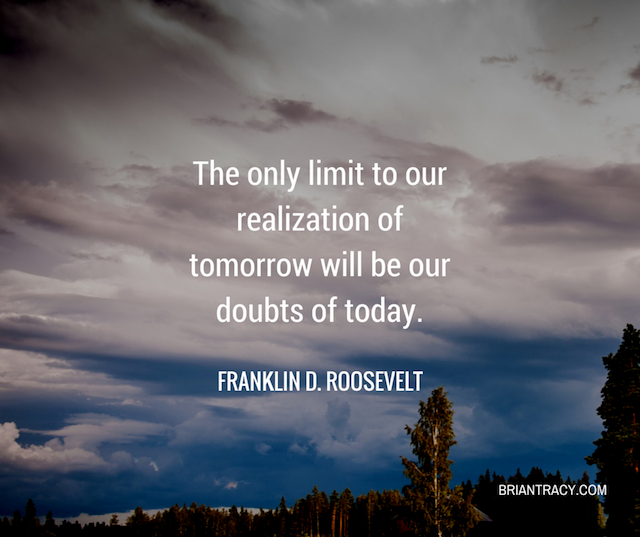 The only limit to our
realization of
tomorrow will be our
doubts of today.
FRANKLIN D. ROOSEVELT
BRIANTRACY.COM